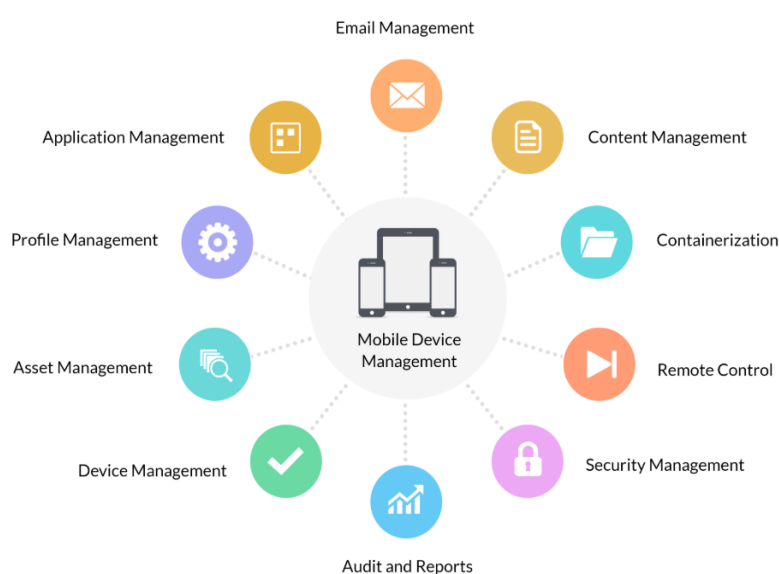 Email Management
Application Management
Content Management
Profile Management
Containerization
Mobile Device
Management
Asset Management
Remote Control
Device Management
Security Management
Audit and Reports